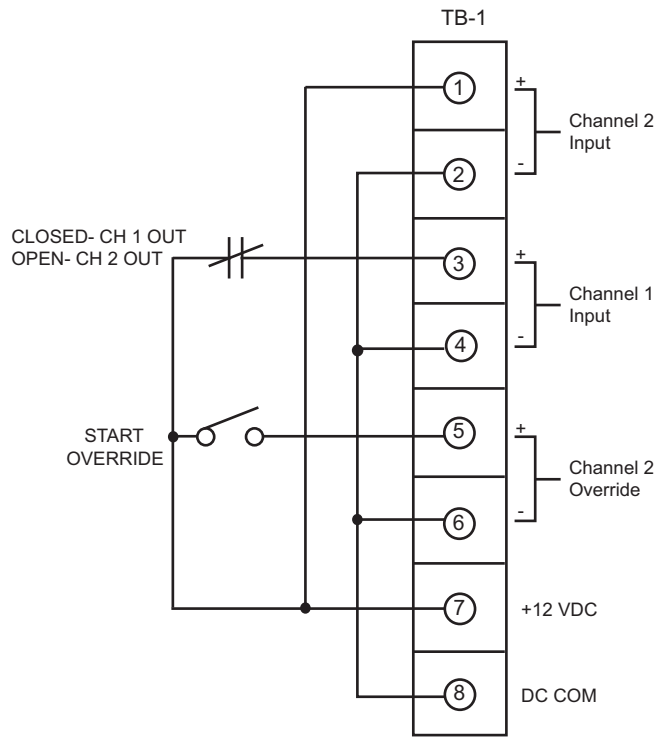 TB-1
1
+
Channel 2
Input
-
2
CLOSED- CH 1 OUT
OPEN- CH 2 OUT
3
+
Channel 1
Input
-
4
START
OVERRIDE
5
+
Channel 2
Override
-
6
7
+12 VDC
8
DC COM